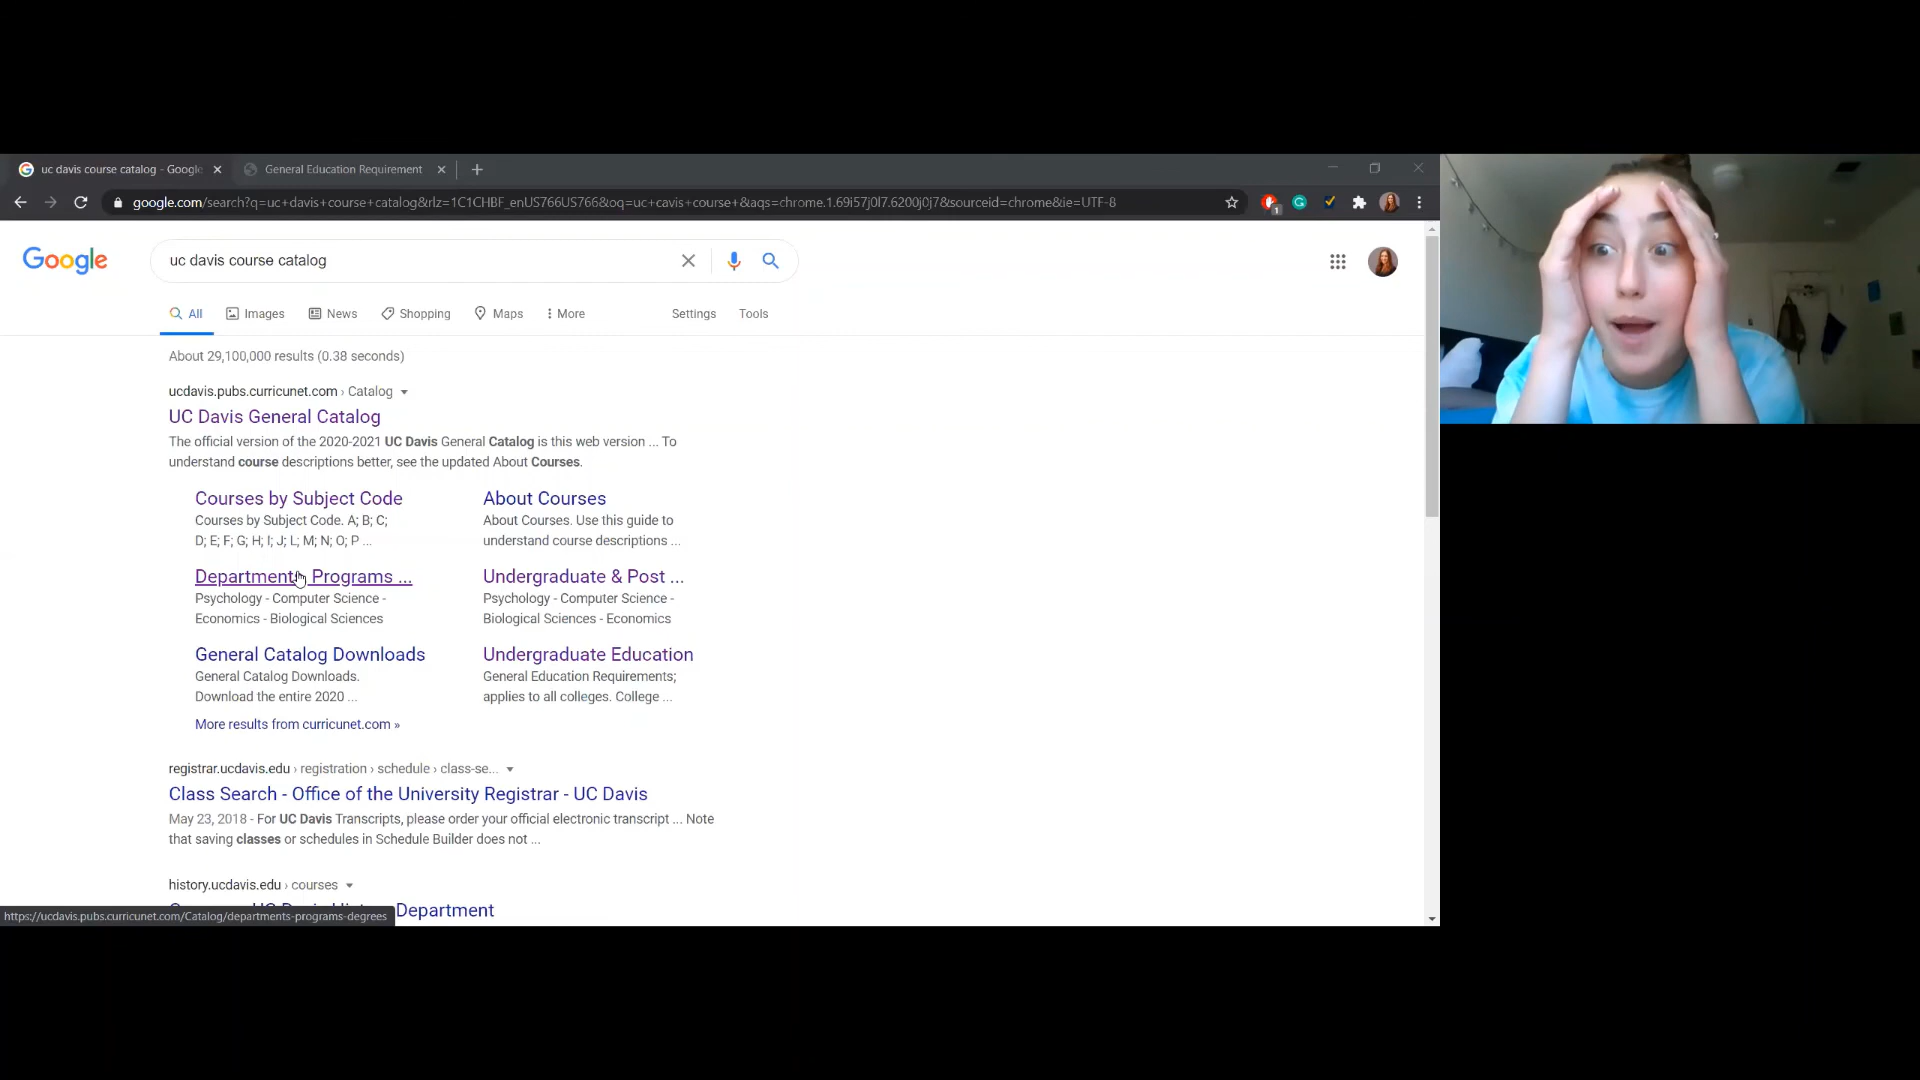 uc davis course catalog - Google
General Education Requirement
google.com/search?q=uc+davis+course+catalog&rlz=1C1CHBF_enUS766US766&oq=uc+cavis+course+&aqs=chrome.1.69i57j0l7.6200j0j7&sourceid=chrome&ie=UTF-8
1
Google
uc davis course catalog
All
Images
News
Shopping
Maps
More
Settings
Tools
About 29,100,000 results (0.38 seconds)
ucdavis.pubs.curricunet.com › Catalog
UC Davis General Catalog
The official version of the 2020-2021 UC Davis General Catalog is this web version ... To
understand course descriptions better, see the updated About Courses.
Courses by Subject Code
Courses by Subject Code. A; B; C;
D; E; F; G; H; I; J; L; M; N; O; P ...
About Courses
About Courses. Use this guide to
understand course descriptions ...
Programs ...
Psychology - Computer Science -
Economics - Biological Sciences
Undergraduate & Post ...
Psychology - Computer Science -
Biological Sciences - Economics
General Catalog Downloads
General Catalog Downloads.
Download the entire 2020 ...
Undergraduate Education
General Education Requirements;
applies to all colleges. College ...
More results from curricunet.com »
registrar.ucdavis.edu › registration › schedule › class-se...
Class Search - Office of the University Registrar - UC Davis
May 23, 2018 - For UC Davis Transcripts, please order your official electronic transcript ... Note
that saving classes or schedules in Schedule Builder does not ...
history.ucdavis.edu › courses
Department
https://ucdavis.pubs.curricunet.com/Catalog/departments-programs-degrees